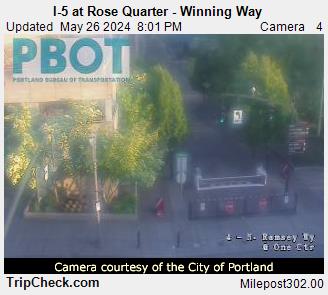 I-5 at Rose Quarter - Winning Way
Updated May 26 2024 8:01 PM Camera 4
PBOT
PORTLAND BUREAU OF TRANSPORTATION
4 - N. Ramsey Wy
@ One Ctr
Camera courtesy of the City of Portland
TripCheck.com Milepost302.00